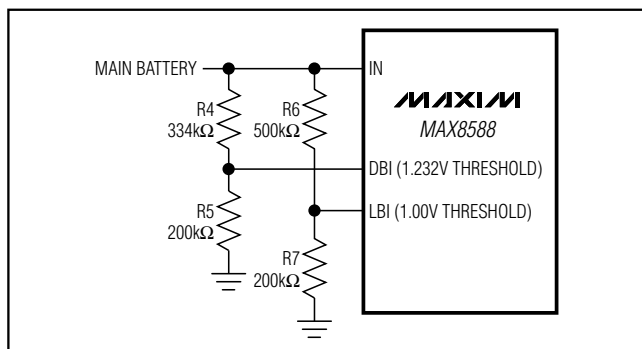 MAIN BATTERY
IN
R4
334kΩ
R6
500kΩ
MAXIM
MAX8588
DBI (1.232V THRESHOLD)
R5
200kΩ
LBI (1.00V THRESHOLD)
R7
200kΩ